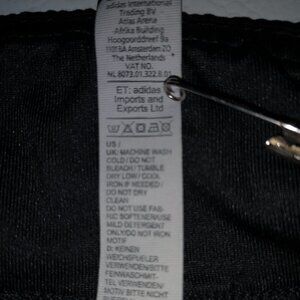 adidas International
Trading BV
Atlas Arena
Afrika Building
Hoogoorddreef 9a
1101BA Amsterdam ZO
The Netherlands
VAT NO.
NL 8073.01.322.B.01
ET: adidas
Imports and
Exports Ltd
US /
UK: MACHINE WASH
COLD / DO NOT
BLEACH / TUMBLE
DRY LOW / COOL
IRON IF NEEDED /
DO NOT DRY
CLEAN
DO NOT USE FAB-
RIC SOFTENER/USE
MILD DETERGENT
ONLY/DO NOT IRON
MOTIF
D: KEINEN
WEICHSPUELER
VERWENDEN/BITTE
FEINWASCHMIT-
TEL VERWENDEN/
MOTIV BITTE NICHT